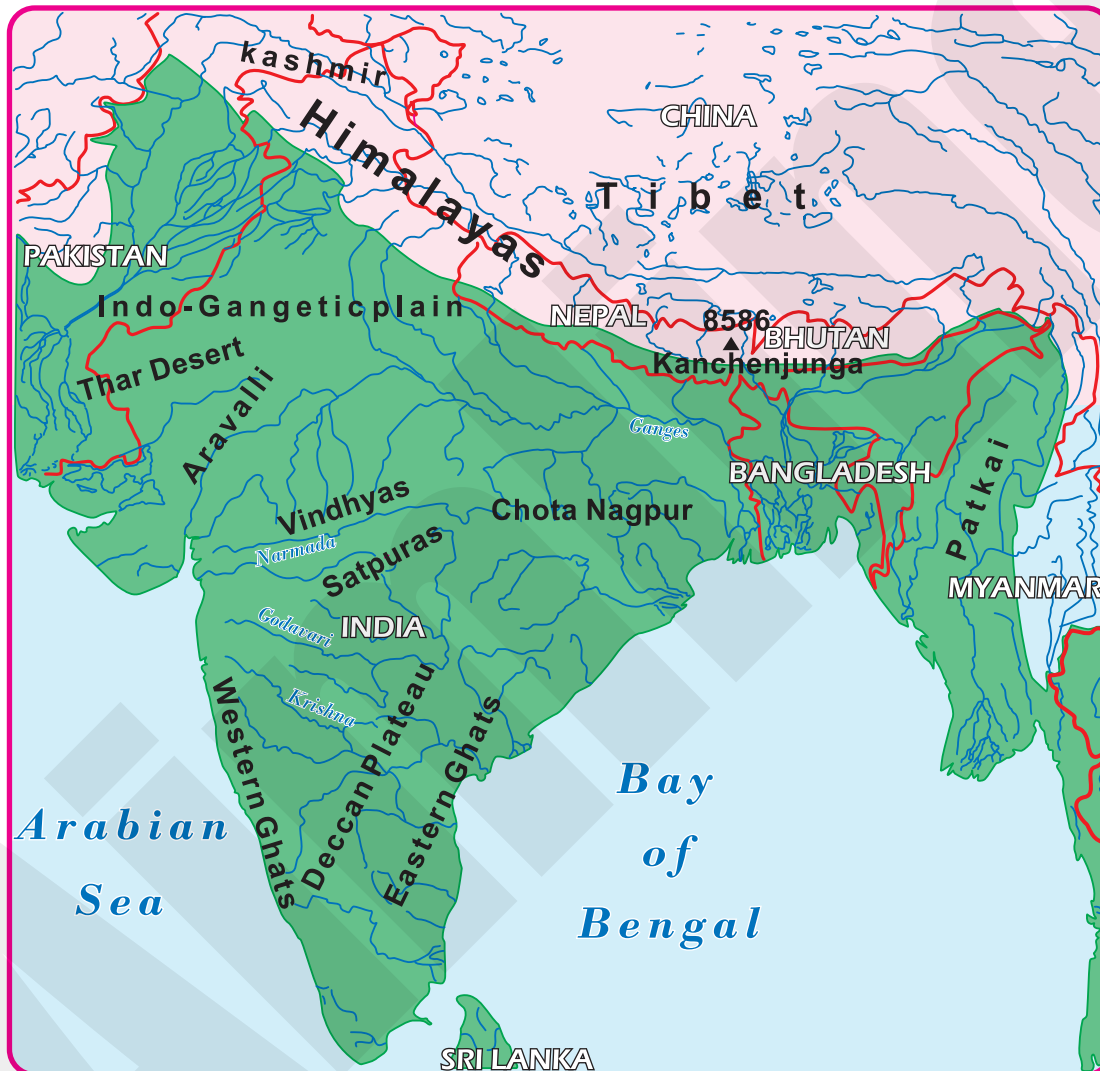 kashmir
Himalayas
CHINA
Tibet
PAKISTAN
Indo-Gangeticplain
NEPAL
8586
BHUTAN
Kanchenjunga
Thar Desert
Aravalli
Ganges
BANGLADESH
Patkai
Vindhyas
Chota Nagpur
Narmada
Satpuras
MYANMAR
Godavari
INDIA
Krishna
Western Ghats
Deccan Plateau
Eastern Ghats
Arabian
Sea
Bay
of
Bengal
SRI LANKA